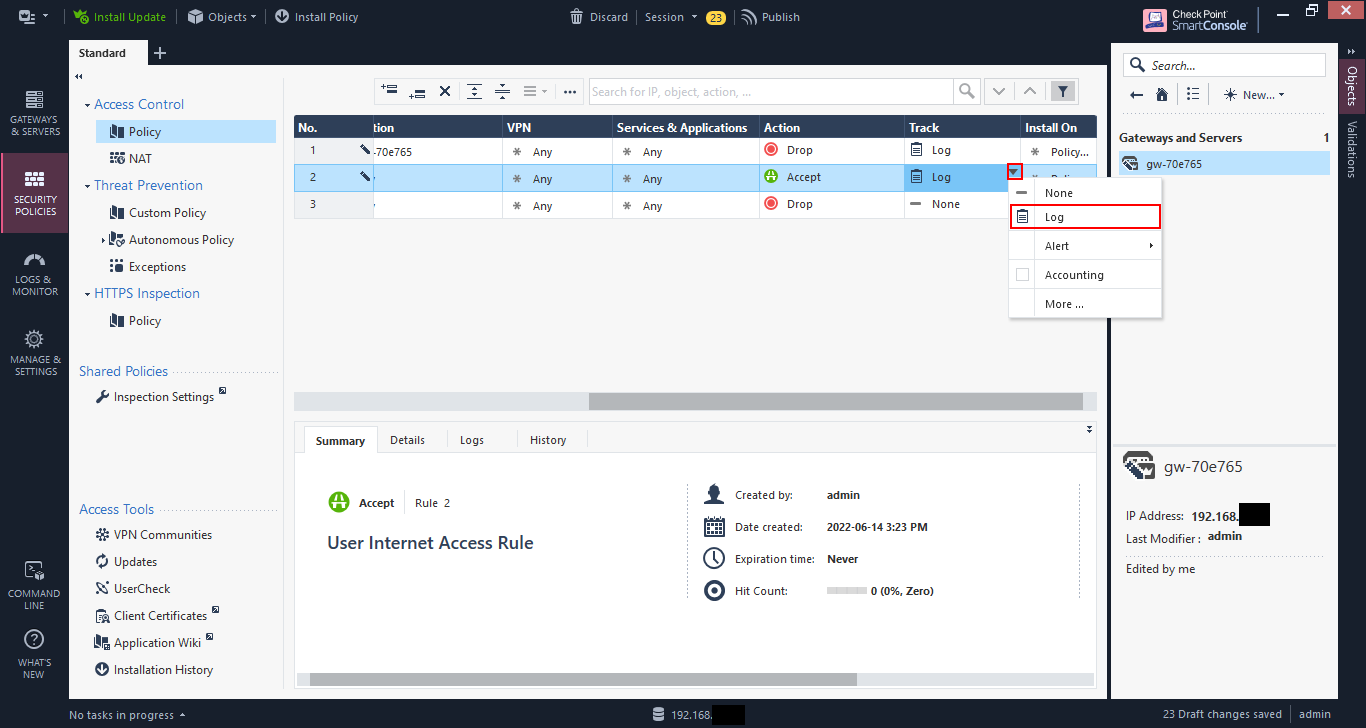 Install Update
Objects
Install Policy
Discard
Session
23
Publish
Check Point
SmartConsole
Standard
GATEWAYS
& SERVERS
SECURITY
POLICIES
LOGS &
MONITOR
MANAGE &
SETTINGS
COMMAND
LINE
WHAT'S
NEW
Access Control
Policy
NAT
Threat Prevention
Custom Policy
Autonomous Policy
Exceptions
HTTPS Inspection
Policy
Shared Policies
Inspection Settings
Access Tools
VPN Communities
Updates
UserCheck
Client Certificates
Application Wiki
Installation History
Search for IP, object, action, ...
No. tion VPN Services & Applications Action Track Install On
1 -70e765 * Any * Any Drop Log * Policy...
2 * Any * Any Accept Log
3 * Any * Any Drop None
None
Log
Alert
Accounting
More ...
Summary Details Logs History
Accept Rule 2
User Internet Access Rule
Created by: admin
Date created: 2022-06-14 3:23 PM
Expiration time: Never
Hit Count: 0 (0%, Zero)
Search...
New...
Gateways and Servers 1
gw-70e765
gw-70e765
IP Address: 192.168.
Last Modifier : admin
Edited by me
Objects
Validations
No tasks in progress
192.168.
23 Draft changes saved
admin